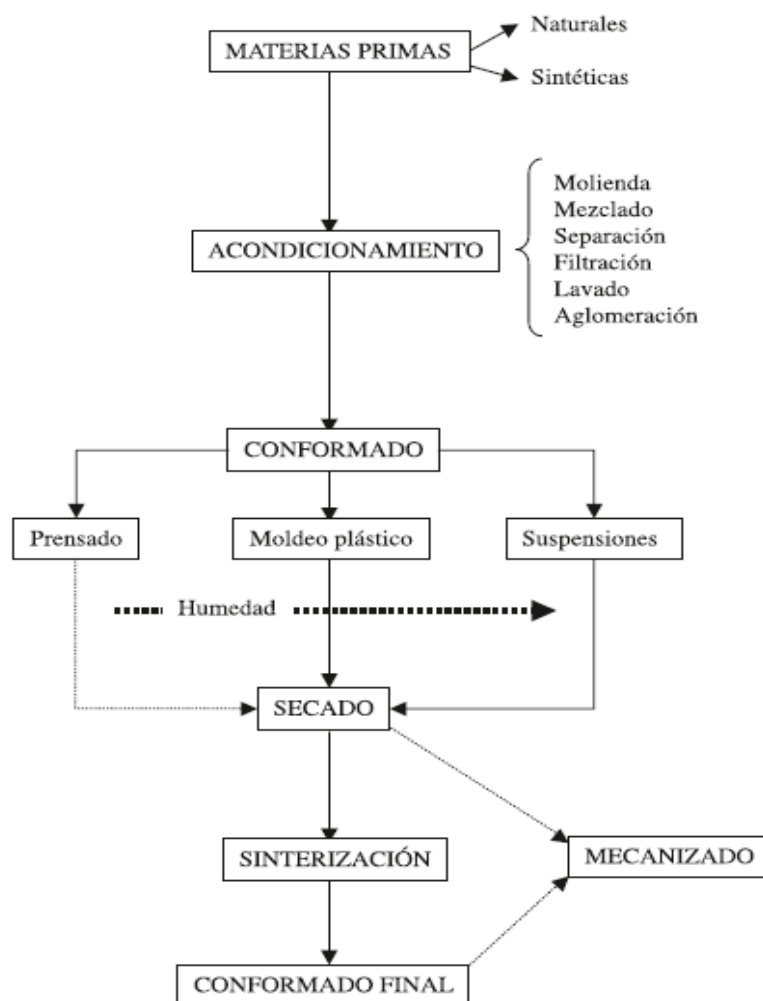 Naturales
MATERIAS PRIMAS
Sintéticas
Molienda
Mezclado
Separación
ACONDICIONAMIENTO
Filtración
Lavado
Aglomeración
CONFORMADO
Prensado
Moldeo plástico
Suspensiones
Humedad
SECADO
SINTERIZACIÓN
MECANIZADO
CONFORMADO FINAL